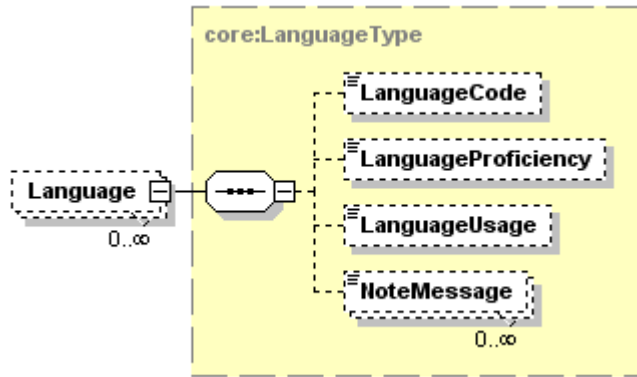 core:LanguageType
LanguageCode
LanguageProficiency
Language
0..∞
LanguageUsage
NoteMessage
0..∞